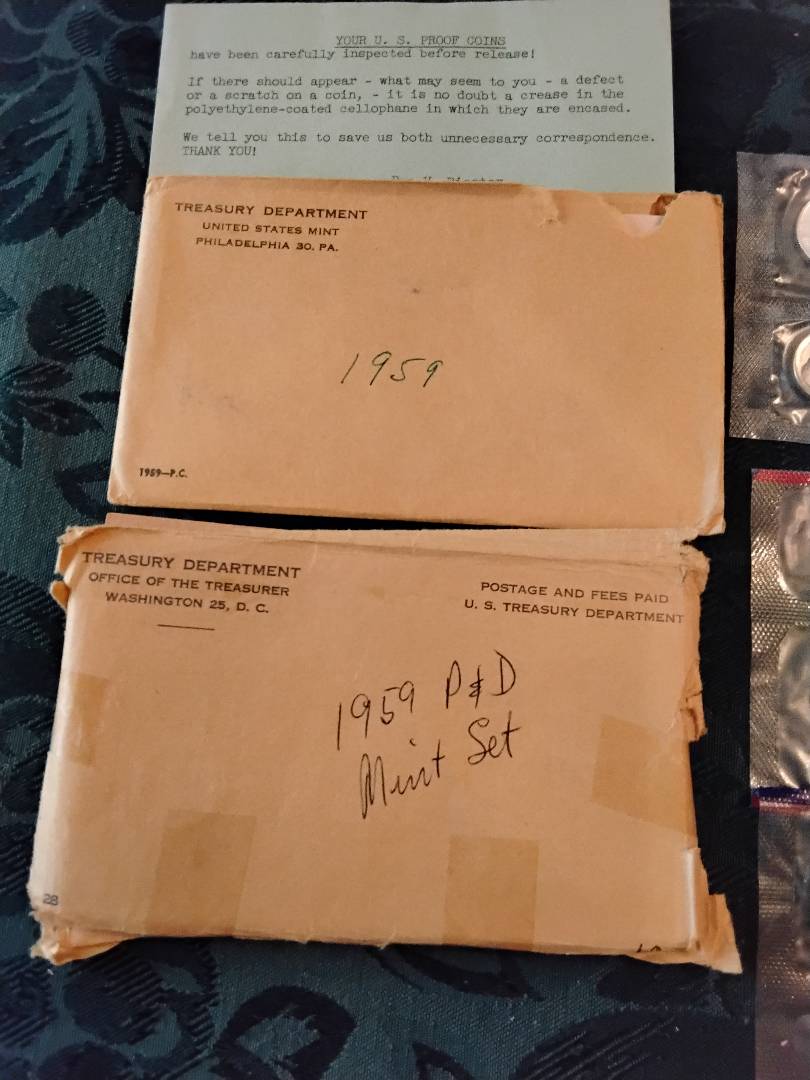 YOUR U. S. PROOF COINS
have been carefully inspected before release!
If there should appear - what may seem to you - a defect
or a scratch on a coin, - it is no doubt a crease in the
polyethylene-coated cellophane in which they are encased.
We tell you this to save us both unnecessary correspondence.
THANK YOU!
TREASURY DEPARTMENT
UNITED STATES MINT
PHILADELPHIA 30, PA.
1959
1959—P.C.
TREASURY DEPARTMENT
OFFICE OF THE TREASURER
WASHINGTON 25, D. C.
POSTAGE AND FEES PAID
U. S. TREASURY DEPARTMENT
1959 P&D
Mint Set
28